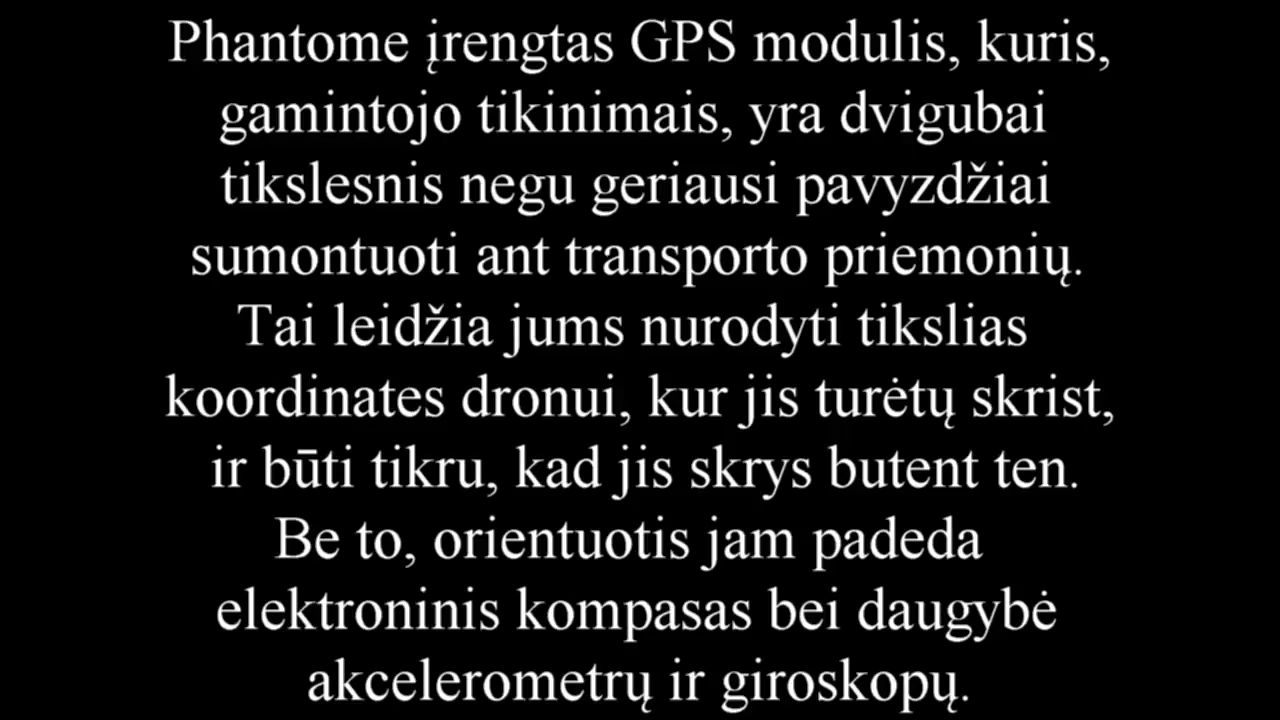 Phantome įrengtas GPS modulis, kuris,
gamintojo tikinimais, yra dvigubai
tikslesnis negu geriausi pavyzdžiai
sumontuoti ant transporto priemonių.
Tai leidžia jums nurodyti tikslias
koordinates dronui, kur jis turėtų skrist,
ir būti tikru, kad jis skrys butent ten.
Be to, orientuotis jam padeda
elektroninis kompasas bei daugybė
akcelerometrų ir giroskopų.